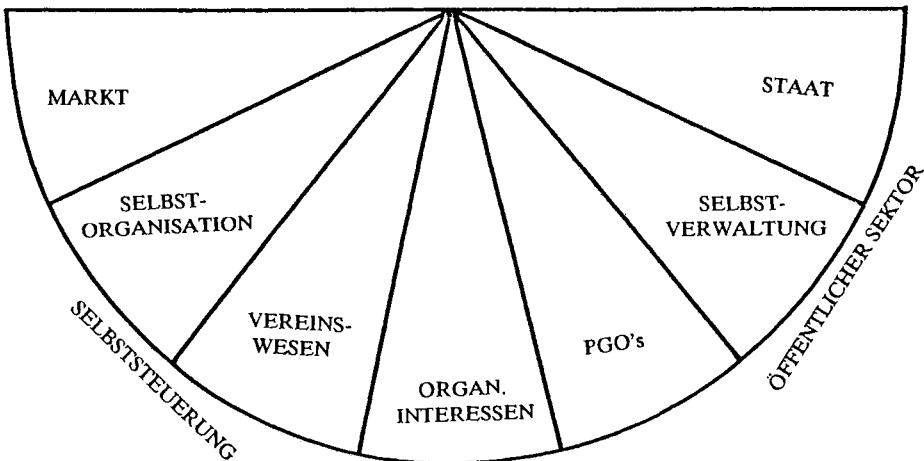 MARKT
STAAT
SELBST-
ORGANISATION
SELBST-
VERWALTUNG
VEREINS-
WESEN
PGO's
ORGAN.
INTERESSEN
SELBSTSTEUERUNG
ÖFFENTLICHER SEKTOR